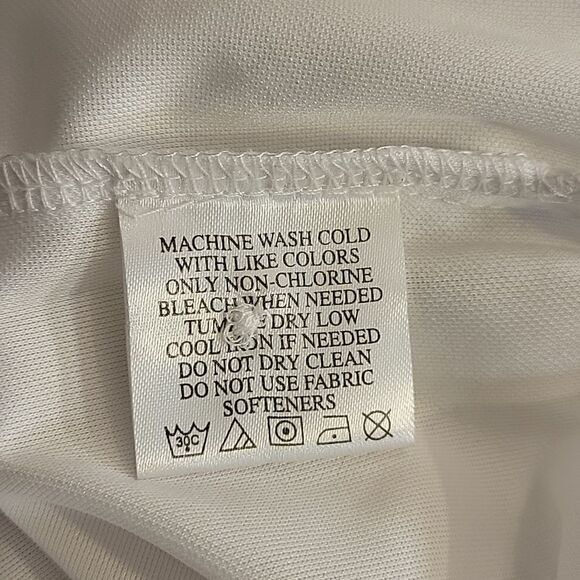 MACHINE WASH COLD
WITH LIKE COLORS
ONLY NON-CHLORINE
BLEACH WHEN NEEDED
TUMBLE DRY LOW
COOL IRON IF NEEDED
DO NOT DRY CLEAN
DO NOT USE FABRIC
SOFTENERS
30C